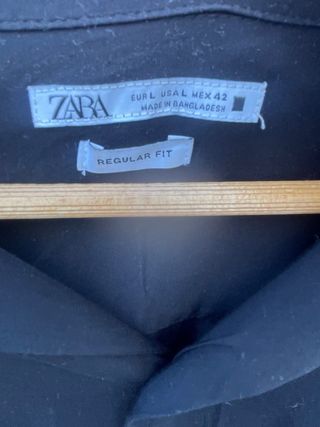 ZARA
EUR L USA L MEX 42
MADE IN BANGLADESH
REGULAR FIT